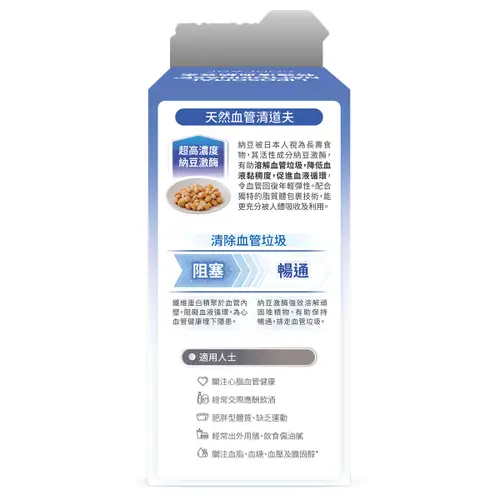 天然血管清道夫
超高濃度
納豆激酶
納豆被日本人視為長壽食
物,其活性成分納豆激酶,
有助溶解血管垃圾,降低血
液黏稠度,促進血液循環,
令血管回復年輕彈性。配合
獨特的脂質體包裹技術,能
更充分被人體吸收及利用。
清除血管垃圾
阻塞
暢通
纖維蛋白積聚於血管內
壁,阻礙血液循環,為心
血管健康埋下隱患。
納豆激酶強效溶解頑
固堆積物,有助保持
暢通,排走血管垃圾。
適用人士
關注心腦血管健康
經常交際應酬飲酒
肥胖型體質、缺乏運動
經常出外用膳、飲食偏油膩
關注血脂、血糖、血壓及膽固醇*